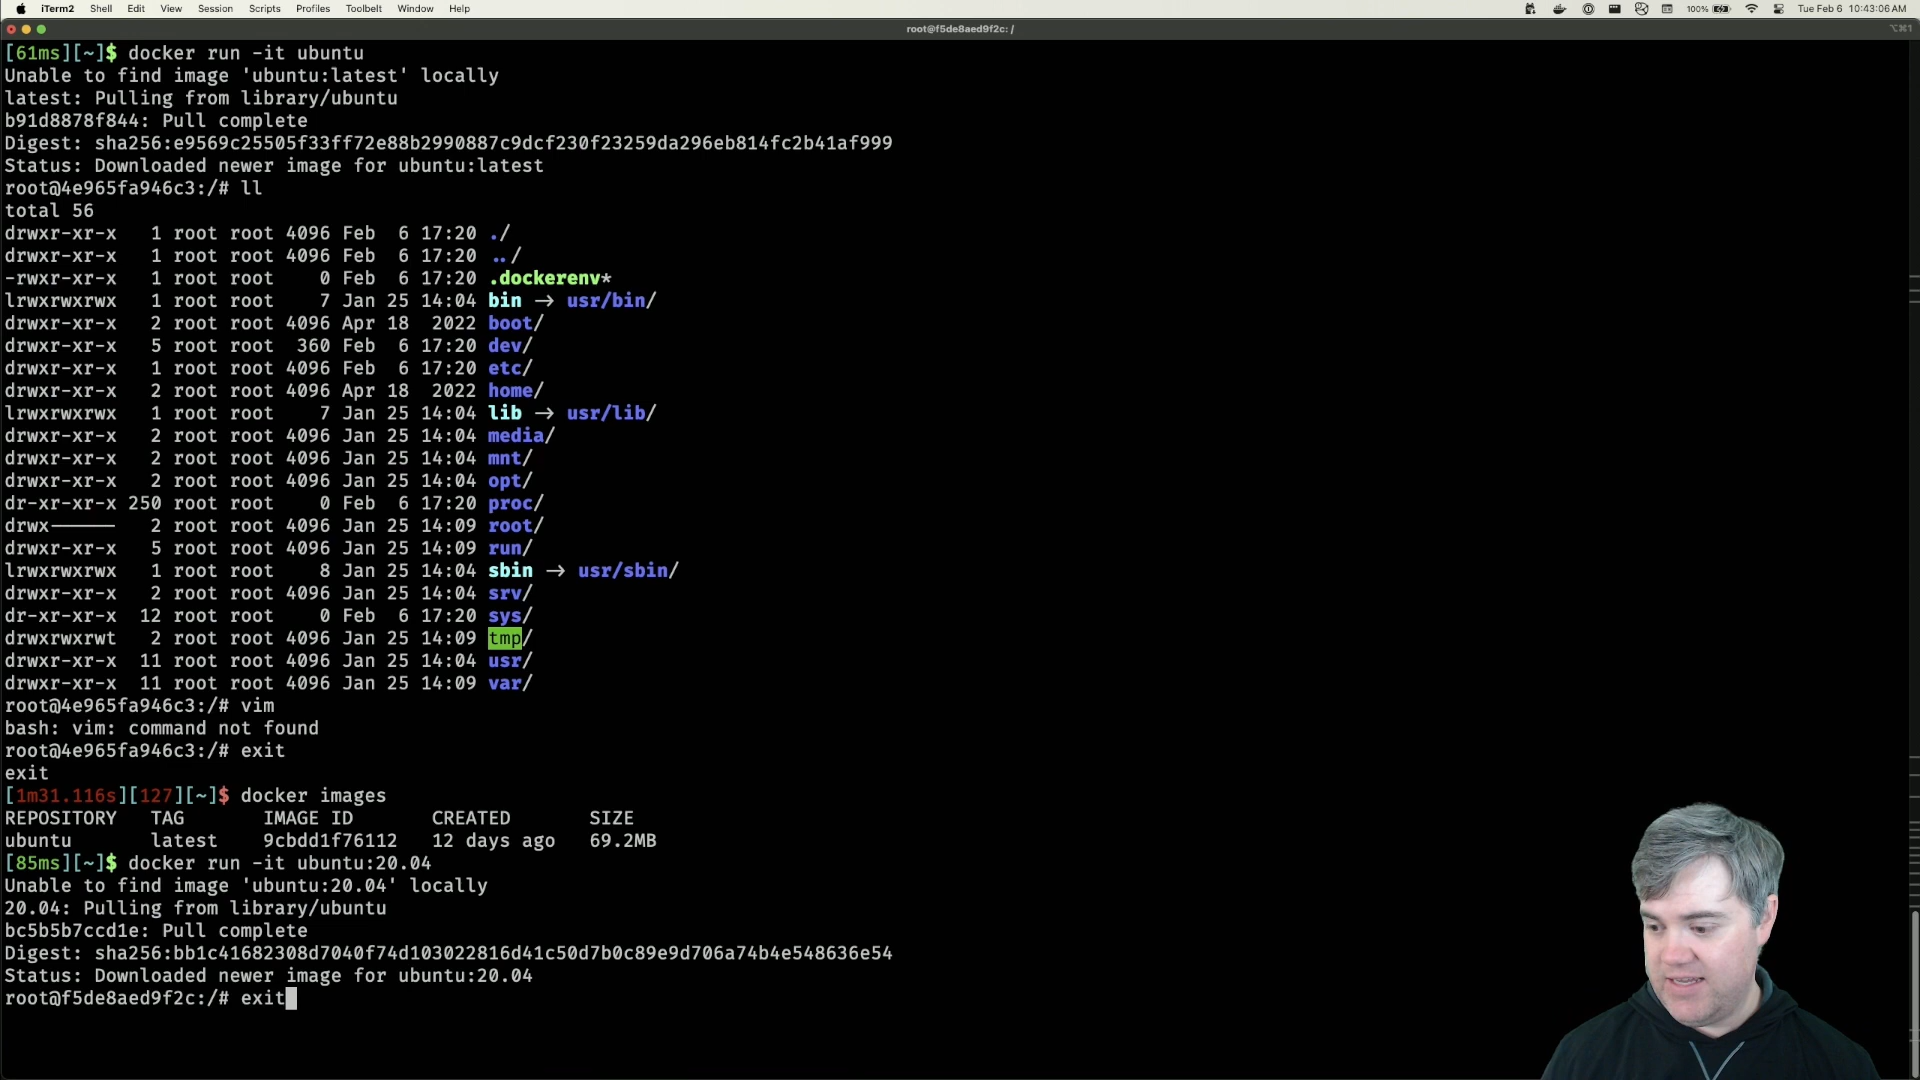 iTerm2 Shell Edit View Session Scripts Profiles Toolbelt Window Help 100% Tue Feb 6 10:43:06 AM
root@f5de8aed9f2c: / ⌥⌘1
[61ms][~]$ docker run -it ubuntu
Unable to find image 'ubuntu:latest' locally
latest: Pulling from library/ubuntu
b91d8878f844: Pull complete
Digest: sha256:e9569c25505f33ff72e88b2990887c9dcf230f23259da296eb814fc2b41af999
Status: Downloaded newer image for ubuntu:latest
root@4e965fa946c3:/# ll
total 56
drwxr-xr-x 1 root root 4096 Feb 6 17:20 ./
drwxr-xr-x 1 root root 4096 Feb 6 17:20 ../
-rwxr-xr-x 1 root root 0 Feb 6 17:20 .dockerenv*
lrwxrwxrwx 1 root root 7 Jan 25 14:04 bin -> usr/bin/
drwxr-xr-x 2 root root 4096 Apr 18 2022 boot/
drwxr-xr-x 5 root root 360 Feb 6 17:20 dev/
drwxr-xr-x 1 root root 4096 Feb 6 17:20 etc/
drwxr-xr-x 2 root root 4096 Apr 18 2022 home/
lrwxrwxrwx 1 root root 7 Jan 25 14:04 lib -> usr/lib/
drwxr-xr-x 2 root root 4096 Jan 25 14:04 media/
drwxr-xr-x 2 root root 4096 Jan 25 14:04 mnt/
drwxr-xr-x 2 root root 4096 Jan 25 14:04 opt/
dr-xr-xr-x 250 root root 0 Feb 6 17:20 proc/
drwx------ 2 root root 4096 Jan 25 14:09 root/
drwxr-xr-x 5 root root 4096 Jan 25 14:09 run/
lrwxrwxrwx 1 root root 8 Jan 25 14:04 sbin -> usr/sbin/
drwxr-xr-x 2 root root 4096 Jan 25 14:04 srv/
dr-xr-xr-x 12 root root 0 Feb 6 17:20 sys/
drwxrwxrwt 2 root root 4096 Jan 25 14:09 tmp/
drwxr-xr-x 11 root root 4096 Jan 25 14:04 usr/
drwxr-xr-x 11 root root 4096 Jan 25 14:09 var/
root@4e965fa946c3:/# vim
bash: vim: command not found
root@4e965fa946c3:/# exit
exit
[1m31.116s][127][~]$ docker images
REPOSITORY TAG IMAGE ID CREATED SIZE
ubuntu latest 9cbdd1f76112 12 days ago 69.2MB
[85ms][~]$ docker run -it ubuntu:20.04
Unable to find image 'ubuntu:20.04' locally
20.04: Pulling from library/ubuntu
bc5b5b7ccd1e: Pull complete
Digest: sha256:bb1c41682308d7040f74d103022816d41c50d7b0c89e9d706a74b4e548636e54
Status: Downloaded newer image for ubuntu:20.04
root@f5de8aed9f2c:/# exit